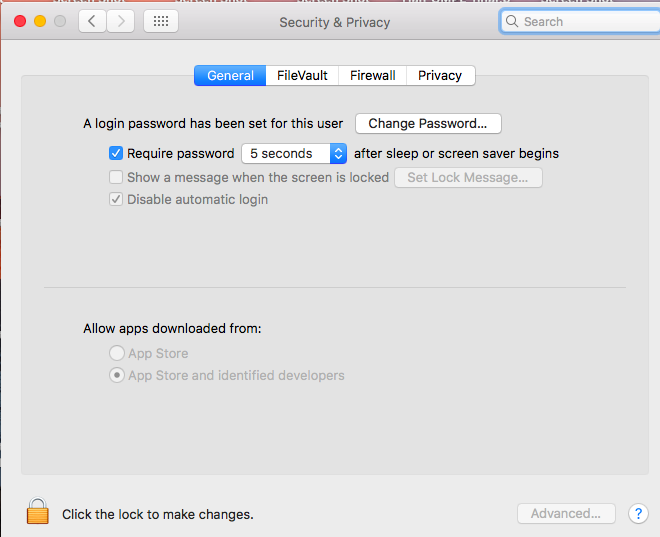 Security & Privacy
Search
General FileVault Firewall Privacy
A login password has been set for this user Change Password...
Require password 5 seconds after sleep or screen saver begins
Show a message when the screen is locked Set Lock Message...
Disable automatic login
Allow apps downloaded from:
App Store
App Store and identified developers
Click the lock to make changes.
Advanced...
?